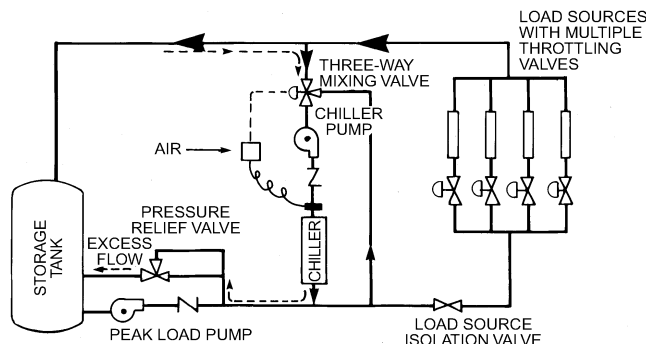 LOAD SOURCES
WITH MULTIPLE
THROTTLING
VALVES
THREE-WAY
MIXING VALVE
CHILLER
PUMP
AIR
PRESSURE
RELIEF VALVE
EXCESS
FLOW
STORAGE
TANK
CHILLER
PEAK LOAD PUMP
LOAD SOURCE
ISOLATION VALVE